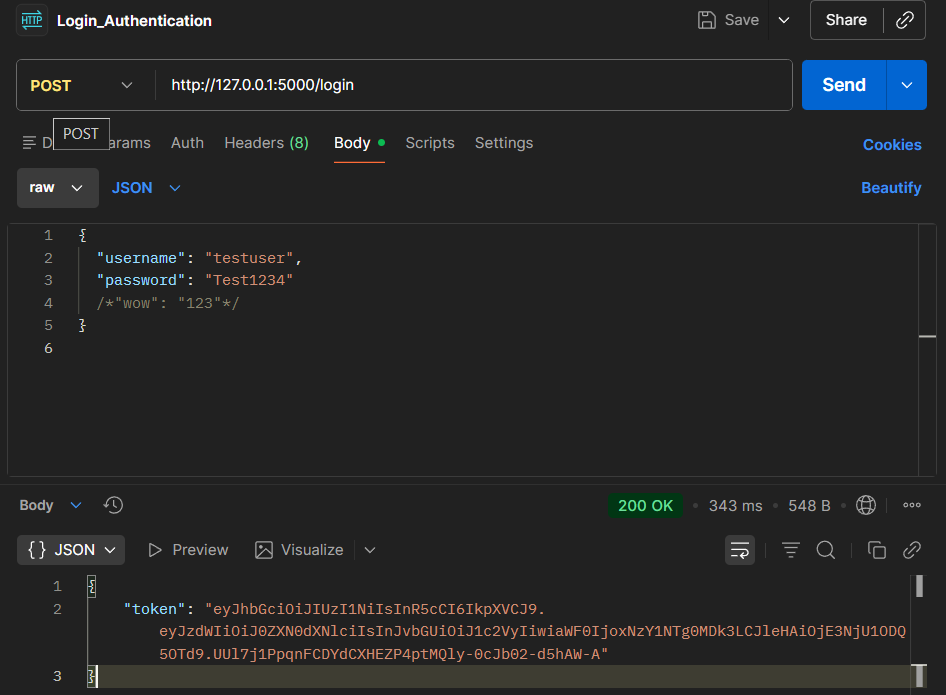 HTTP Login_Authentication Save Share
POST http://127.0.0.1:5000/login Send
POST
D arams Auth Headers (8) Body Scripts Settings Cookies
raw JSON Beautify
1 {
2 "username": "testuser",
3 "password": "Test1234"
4 /*"wow": "123"*/
5 }
6
Body 200 OK 343 ms 548 B
{} JSON Preview Visualize
1 {
2 "token": "eyJhbGciOiJIUzI1NiIsInR5cCI6IkpXVCJ9.
eyJzdWIiOiJ0ZXN0dXNlciIsInJvbGUiOiJ1c2VyIiwiaWF0IjoxNzY1NTg0MDk3LCJleHAiOjE3NjU1ODQ
5OTd9.UUl7j1PpqnFCDYdCXHEZP4ptMQly-0cJb02-d5hAW-A"
3 }